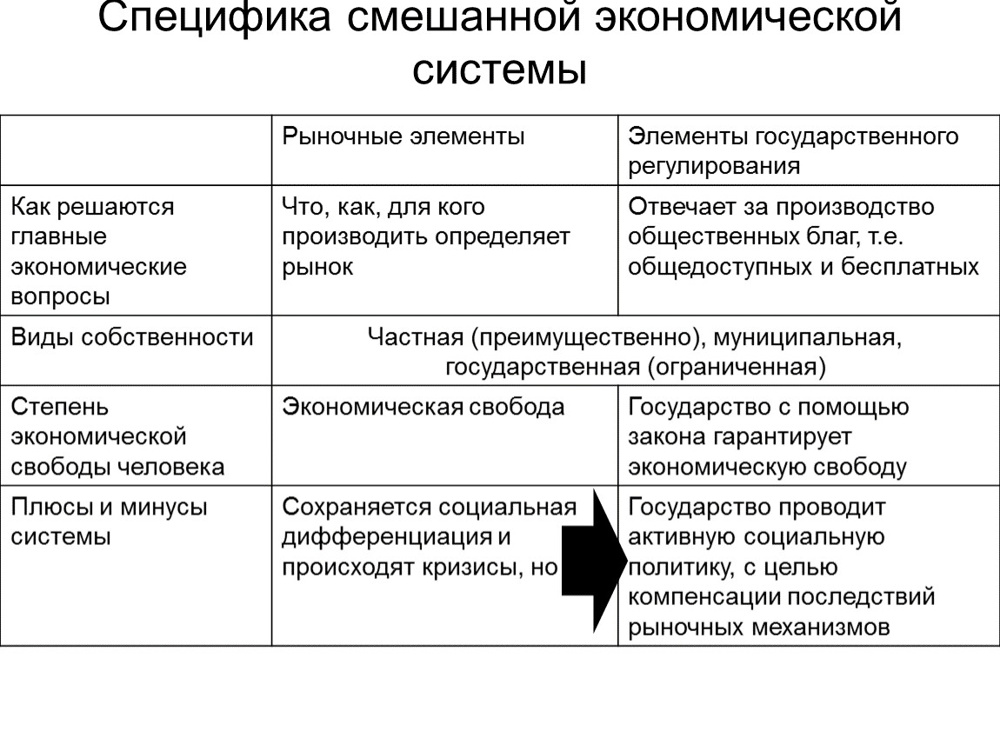 Специфика смешанной экономической
системы
Рыночные элементы
Элементы государственного
регулирования
Как решаются
главные
экономические
вопросы
Что, как, для кого
производить определяет
рынок
Отвечает за производство
общественных благ, т.е.
общедоступных и бесплатных
Виды собственности
Частная (преимущественно), муниципальная,
государственная (ограниченная)
Степень
экономической
свободы человека
Экономическая свобода
Государство с помощью
закона гарантирует
экономическую свободу
Плюсы и минусы
системы
Сохраняется социальная
дифференциация и
происходят кризисы, но
Государство проводит
активную социальную
политику, с целью
компенсации последствий
рыночных механизмов